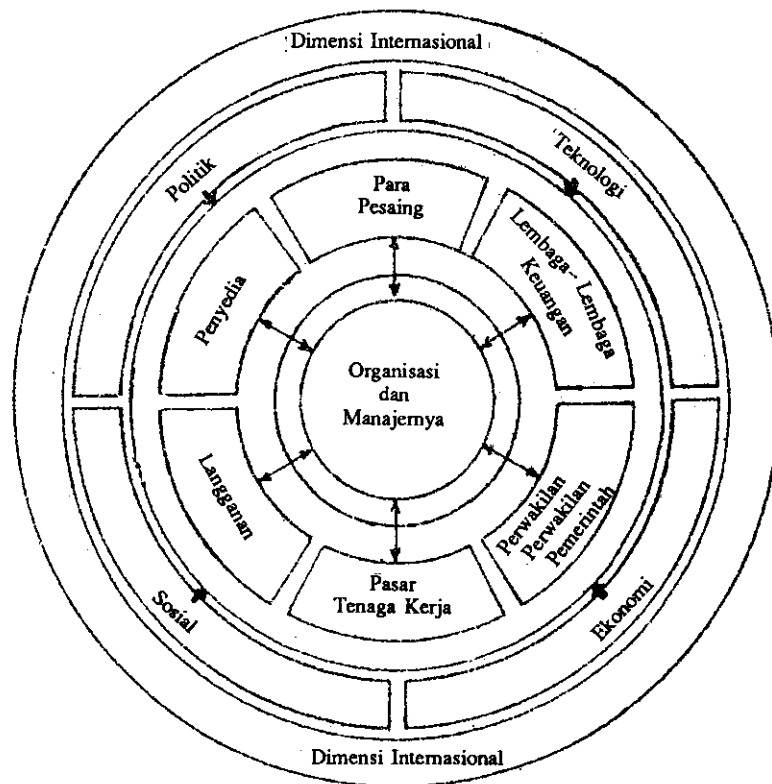 Dimensi Internasional
Politik
Teknologi
Para
Pesaing
Lembaga-- Lembaga
Keuangan
Penyedia
Organisasi
dan
Manajernya
Langganan
Perwakilan
Perwakilan
Pemerintah
Pasar
Tenaga Kerja
Sosial
Ekonomi
Dimensi Internasional